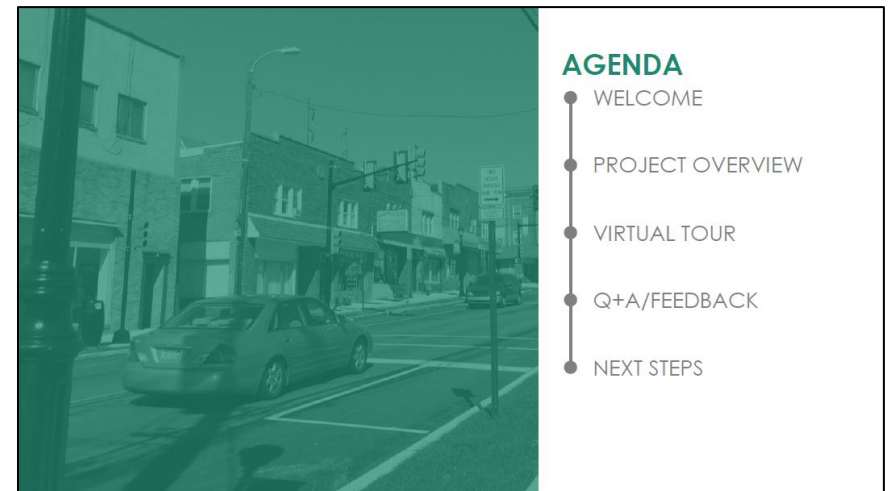 AGENDA
WELCOME
PROJECT OVERVIEW
VIRTUAL TOUR
Q+A/FEEDBACK
NEXT STEPS